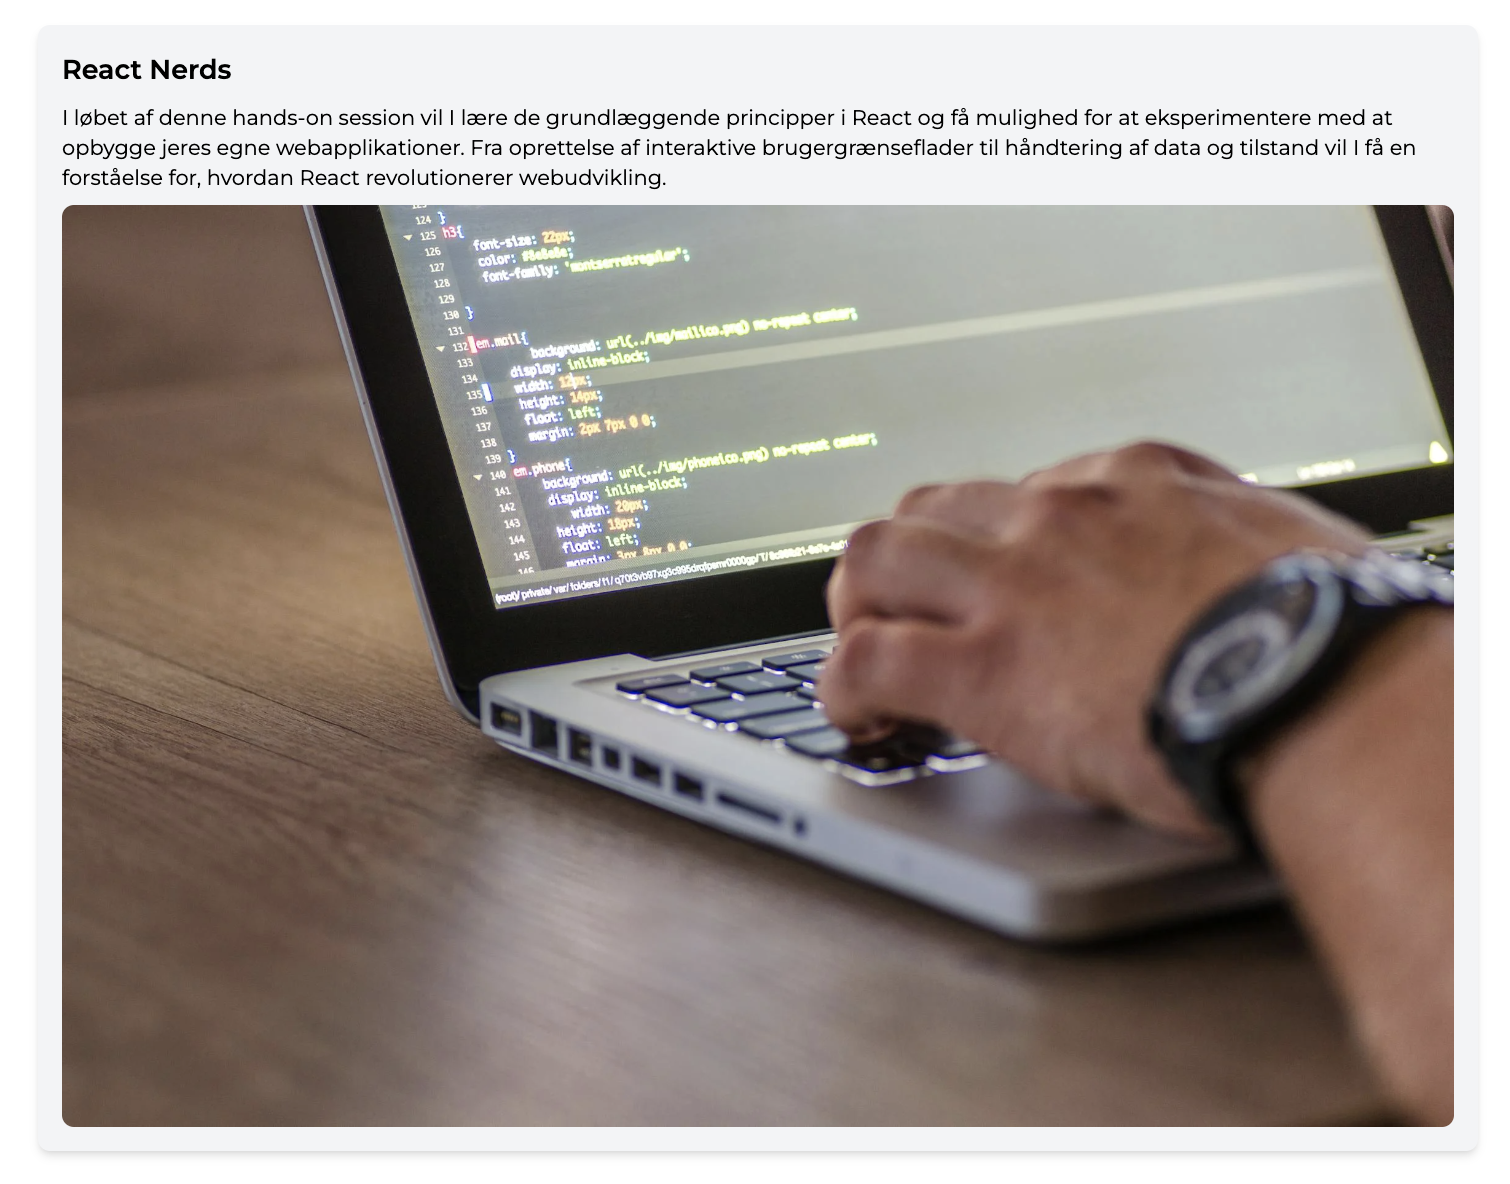 React Nerds
I løbet af denne hands-on session vil I lære de grundlæggende principper i React og få mulighed for at eksperimentere med at
opbygge jeres egne webapplikationer. Fra oprettelse af interaktive brugergrænseflader til håndtering af data og tilstand vil I få en
forståelse for, hvordan React revolutionerer webudvikling.
124 }
125 h3{
126 font-size: 22px;
127 color: #8e8e8e;
128 font-family: 'montserratregular';
129
130 }
131
132 em.mail{
133 background: url(../img/mailico.png) no-repeat center;
134 display: inline-block;
135 width: 12px;
136 height: 14px;
137 float: left;
138 margin: 2px 7px 0 0;
139 }
140 em.phone{
141 background: url(../img/phoneico.png) no-repeat center;
142 display: inline-block;
143 width: 20px;
144 height: 18px;
145 float: left;
146 margin: 3px 8px 0 0;
(root)/ private/ var/ folders/ f1/